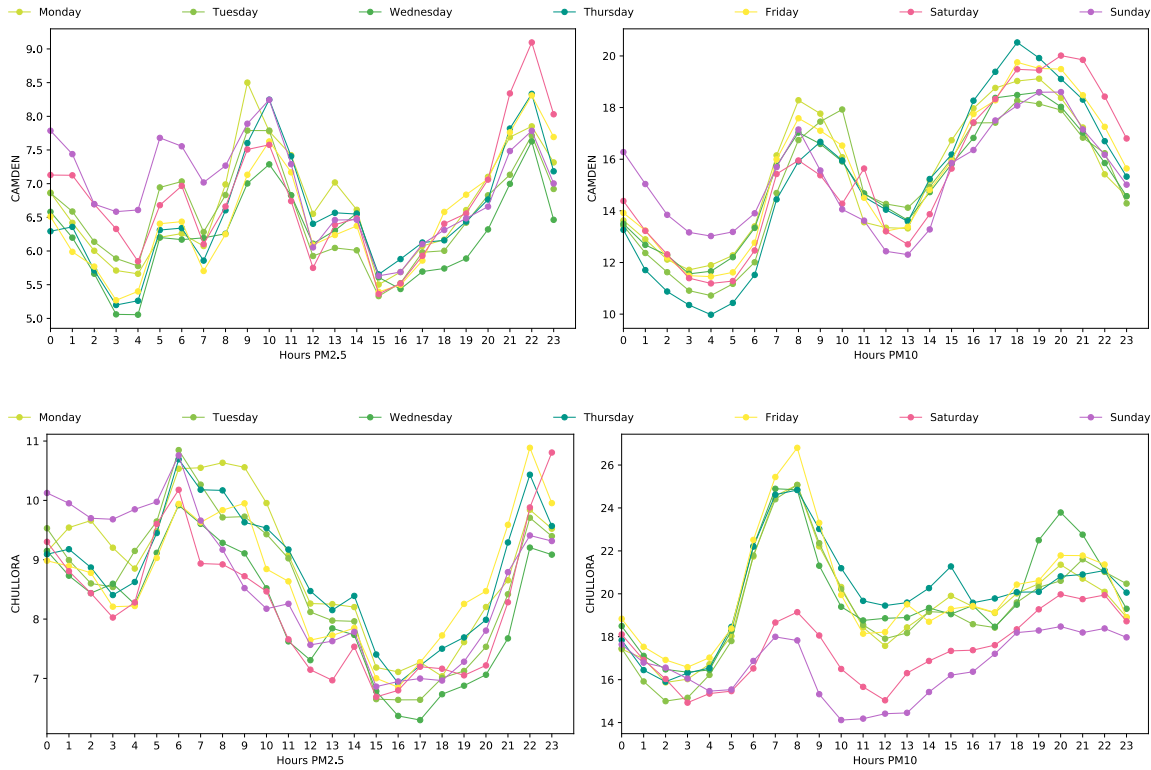 Monday Tuesday Wednesday Thursday Friday Saturday Sunday
9.0
8.5
8.0
7.5
7.0
6.5
6.0
5.5
5.0
CAMDEN
0 1 2 3 4 5 6 7 8 9 10 11 12 13 14 15 16 17 18 19 20 21 22 23
Hours PM2.5
20
18
16
14
12
10
CAMDEN
0 1 2 3 4 5 6 7 8 9 10 11 12 13 14 15 16 17 18 19 20 21 22 23
Hours PM10
Monday Tuesday Wednesday Thursday Friday Saturday Sunday
11
10
9
8
7
CHULLORA
0 1 2 3 4 5 6 7 8 9 10 11 12 13 14 15 16 17 18 19 20 21 22 23
Hours PM2.5
26
24
22
20
18
16
14
CHULLORA
0 1 2 3 4 5 6 7 8 9 10 11 12 13 14 15 16 17 18 19 20 21 22 23
Hours PM10